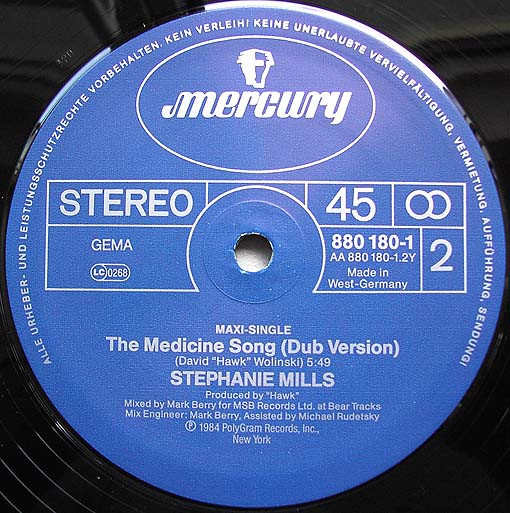 ALLE URHEBER- UND LEISTUNGSSCHUTZRECHTE VORBEHALTEN. KEIN VERLEIH! KEINE UNERLAUBTE VERVIELFÄLTIGUNG, VERMIETUNG, AUFFÜHRUNG, SENDUNG!
mercury
STEREO
45
GEMA
880 180-1
AA 880 180-1.2Y
2
LC 0268
Made in
West-Germany
MAXI-SINGLE
The Medicine Song (Dub Version)
(David "Hawk" Wolinski) 5:49
STEPHANIE MILLS
Produced by "Hawk"
Mixed by Mark Berry for MSB Records Ltd. at Bear Tracks
Mix Engineer: Mark Berry, Assisted by Michael Rudetsky
℗ 1984 PolyGram Records, Inc.,
New York